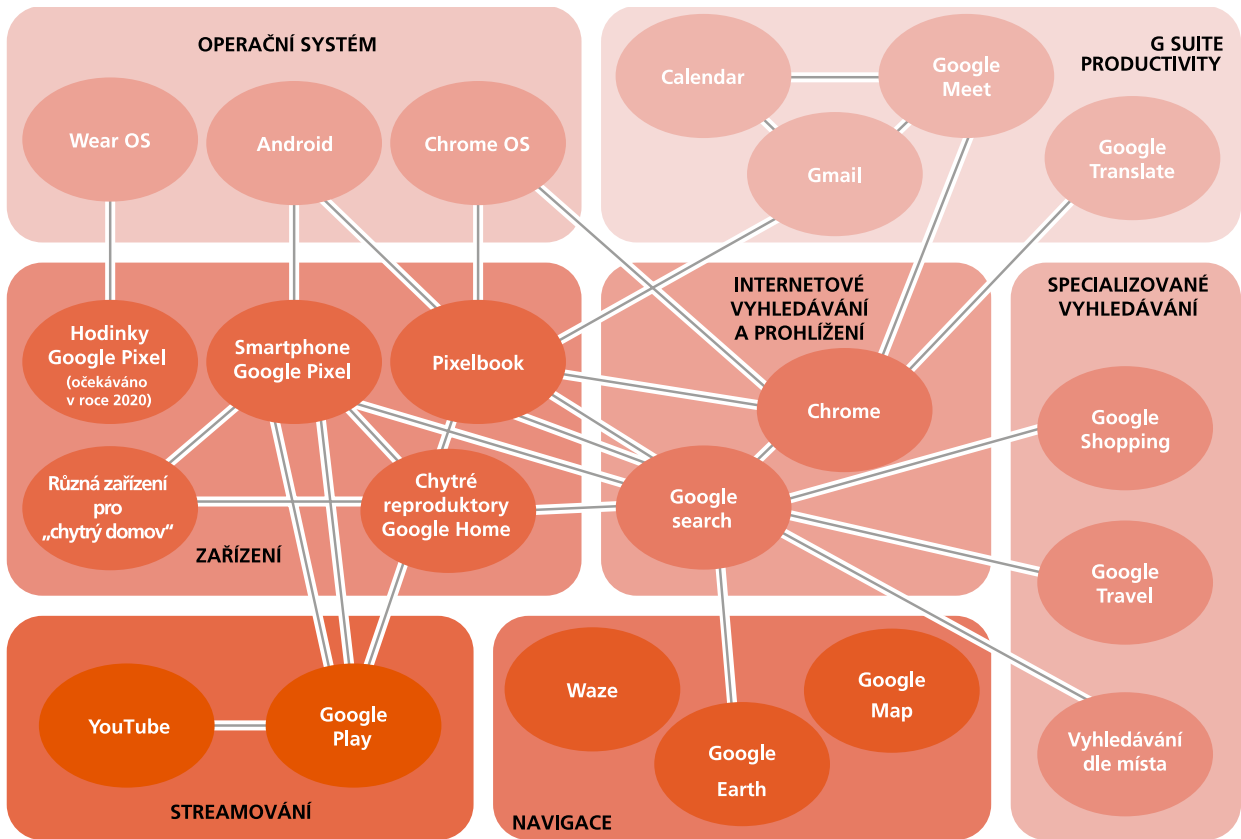 OPERAČNÍ SYSTÉM
Wear OS
Android
Chrome OS
G SUITE
PRODUCTIVITY
Calendar
Google
Meet
Gmail
Google
Translate
Hodinky
Google Pixel
(očekáváno
v roce 2020)
Smartphone
Google Pixel
Pixelbook
Různá zařízení
pro
„chytrý domov“
Chytré
reproduktory
Google Home
ZAŘÍZENÍ
INTERNETOVÉ
VYHLEDÁVÁNÍ
A PROHLÍŽENÍ
Chrome
Google
search
SPECIALIZOVANÉ
VYHLEDÁVÁNÍ
Google
Shopping
Google
Travel
Vyhledávání
dle místa
YouTube
Google
Play
STREAMOVÁNÍ
Waze
Google
Map
Google
Earth
NAVIGACE